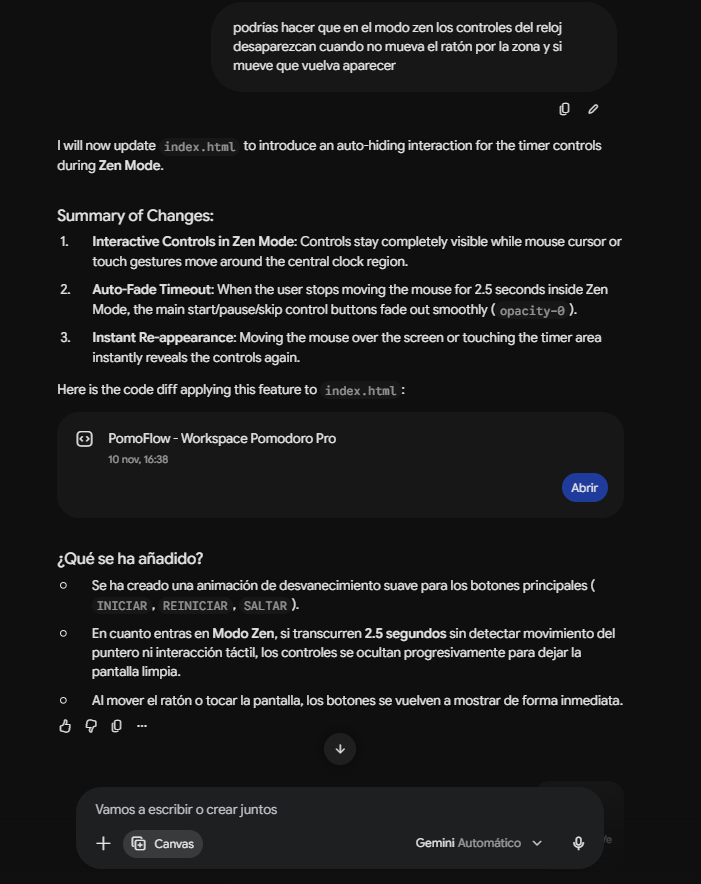 podrías hacer que en el modo zen los controles del reloj
desaparezcan cuando no mueva el ratón por la zona y si
mueve que vuelva aparecer
I will now update index.html to introduce an auto-hiding interaction for the timer controls
during Zen Mode.
Summary of Changes:
1. Interactive Controls in Zen Mode: Controls stay completely visible while mouse cursor or
touch gestures move around the central clock region.
2. Auto-Fade Timeout: When the user stops moving the mouse for 2.5 seconds inside Zen
Mode, the main start/pause/skip control buttons fade out smoothly ( opacity-0 ).
3. Instant Re-appearance: Moving the mouse over the screen or touching the timer area
instantly reveals the controls again.
Here is the code diff applying this feature to index.html :
PomoFlow - Workspace Pomodoro Pro
10 nov, 16:38
Abrir
¿Qué se ha añadido?
Se ha creado una animación de desvanecimiento suave para los botones principales (
INICIAR , REINICIAR , SALTAR ).
En cuanto entras en Modo Zen, si transcurren 2.5 segundos sin detectar movimiento del
puntero ni interacción táctil, los controles se ocultan progresivamente para dejar la
pantalla limpia.
Al mover el ratón o tocar la pantalla, los botones se vuelven a mostrar de forma inmediata.
Vamos a escribir o crear juntos
Canvas
Gemini Automático